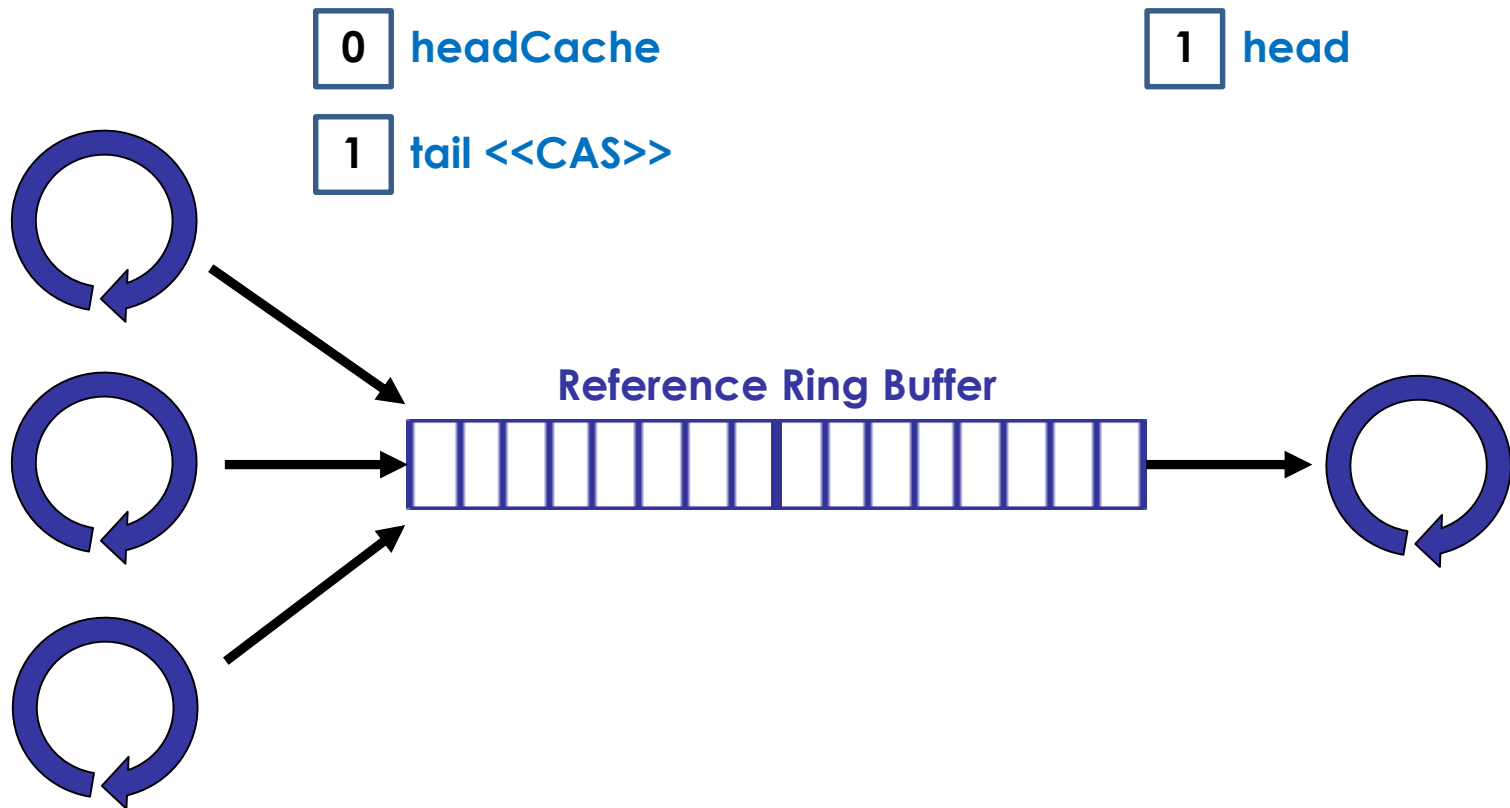 0 headCache
1 head
1 tail <<CAS>>
Reference Ring Buffer